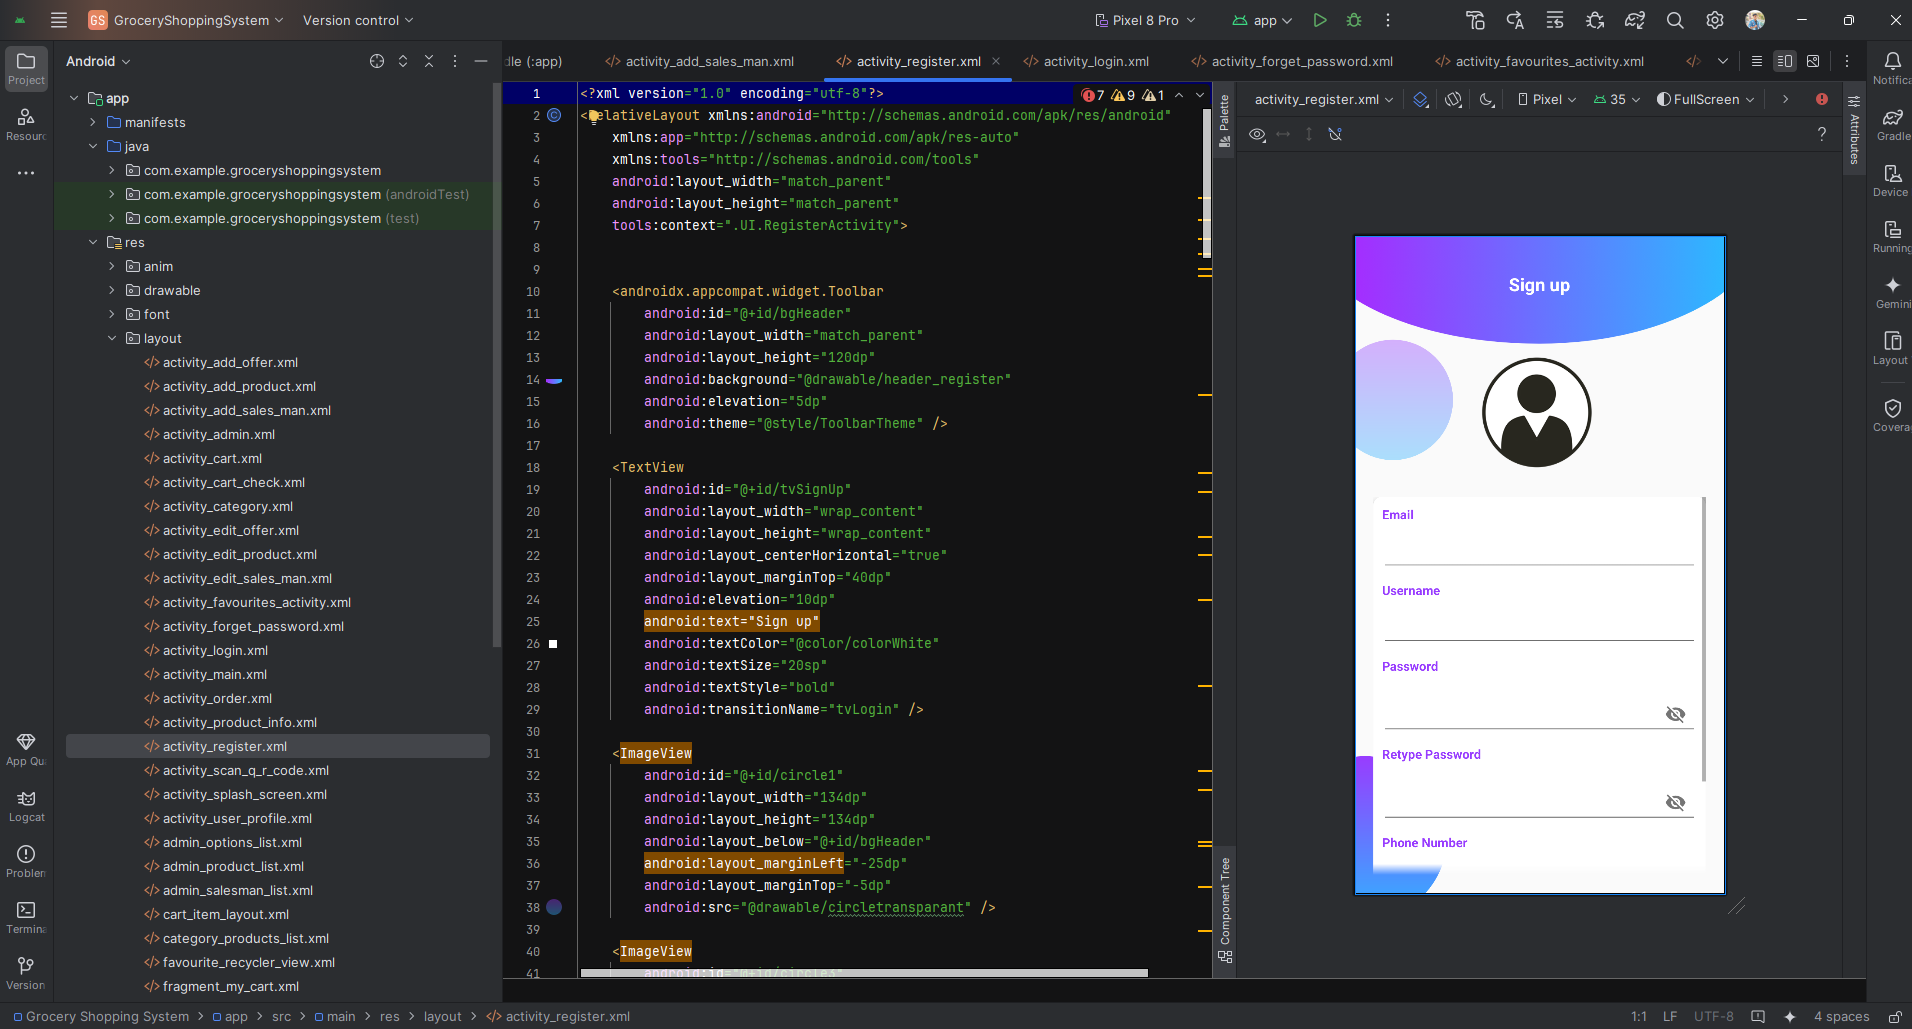 GS GroceryShoppingSystem Version control Pixel 8 Pro app
Project
Resourc
App Qua
Logcat
Problen
Termina
Version
Android
app
manifests
java
com.example.groceryshoppingsystem
com.example.groceryshoppingsystem (androidTest)
com.example.groceryshoppingsystem (test)
res
anim
drawable
font
layout
activity_add_offer.xml
activity_add_product.xml
activity_add_sales_man.xml
activity_admin.xml
activity_cart.xml
activity_cart_check.xml
activity_category.xml
activity_edit_offer.xml
activity_edit_product.xml
activity_edit_sales_man.xml
activity_favourites_activity.xml
activity_forget_password.xml
activity_login.xml
activity_main.xml
activity_order.xml
activity_product_info.xml
activity_register.xml
activity_scan_q_r_code.xml
activity_splash_screen.xml
activity_user_profile.xml
admin_options_list.xml
admin_product_list.xml
admin_salesman_list.xml
cart_item_layout.xml
category_products_list.xml
favourite_recycler_view.xml
fragment_my_cart.xml
dle (:app) activity_add_sales_man.xml activity_register.xml activity_login.xml activity_forget_password.xml activity_favourites_activity.xml
7 9 1
1 <?xml version="1.0" encoding="utf-8"?>
2 <RelativeLayout xmlns:android="http://schemas.android.com/apk/res/android"
3 xmlns:app="http://schemas.android.com/apk/res-auto"
4 xmlns:tools="http://schemas.android.com/tools"
5 android:layout_width="match_parent"
6 android:layout_height="match_parent"
7 tools:context=".UI.RegisterActivity">
8
9
10 <androidx.appcompat.widget.Toolbar
11 android:id="@+id/bgHeader"
12 android:layout_width="match_parent"
13 android:layout_height="120dp"
14 android:background="@drawable/header_register"
15 android:elevation="5dp"
16 android:theme="@style/ToolbarTheme" />
17
18 <TextView
19 android:id="@+id/tvSignUp"
20 android:layout_width="wrap_content"
21 android:layout_height="wrap_content"
22 android:layout_centerHorizontal="true"
23 android:layout_marginTop="40dp"
24 android:elevation="10dp"
25 android:text="Sign up"
26 android:textColor="@color/colorWhite"
27 android:textSize="20sp"
28 android:textStyle="bold"
29 android:transitionName="tvLogin" />
30
31 <ImageView
32 android:id="@+id/circle1"
33 android:layout_width="134dp"
34 android:layout_height="134dp"
35 android:layout_below="@+id/bgHeader"
36 android:layout_marginLeft="-25dp"
37 android:layout_marginTop="-5dp"
38 android:src="@drawable/circletransparant" />
39
40 <ImageView
41
Palette
Component Tree
activity_register.xml Pixel 35 FullScreen
?
Sign up
Email
Username
Password
Retype Password
Phone Number
Attributes
Notifica
Gradle
Device
Running
Gemini
Layout
Covera
Grocery Shopping System > app > src > main > res > layout > activity_register.xml
1:1 LF UTF-8 4 spaces